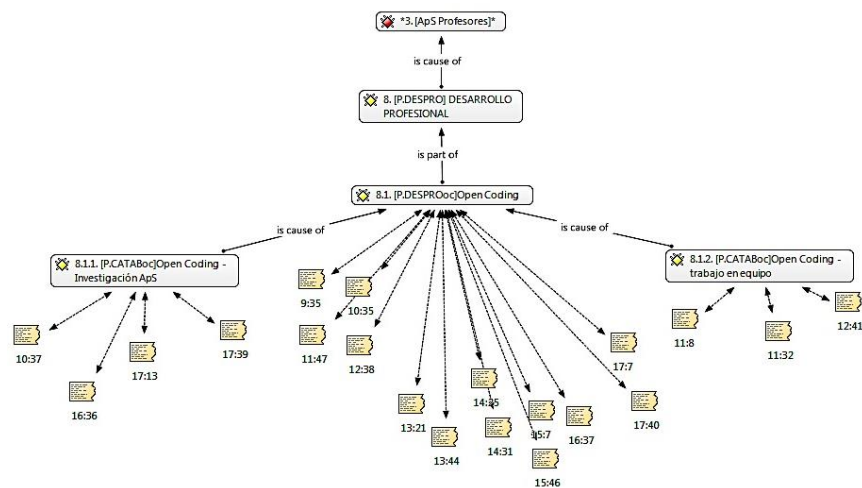 *3. [ApS Profesores]*
is cause of
8. [P.DESPRO] DESARROLLO
PROFESIONAL
is part of
8.1. [P.DESPROoc]Open Coding
is cause of
is cause of
8.1.1. [P.CATABoc]Open Coding -
Investigación ApS
8.1.2. [P.CATABoc]Open Coding -
trabajo en equipo
9:35
10:35
12:41
11:8
11:32
10:37
17:13
17:39
11:47
12:38
17:7
16:36
14:35
13:21
15:7
16:37
17:40
13:44
14:31
15:46